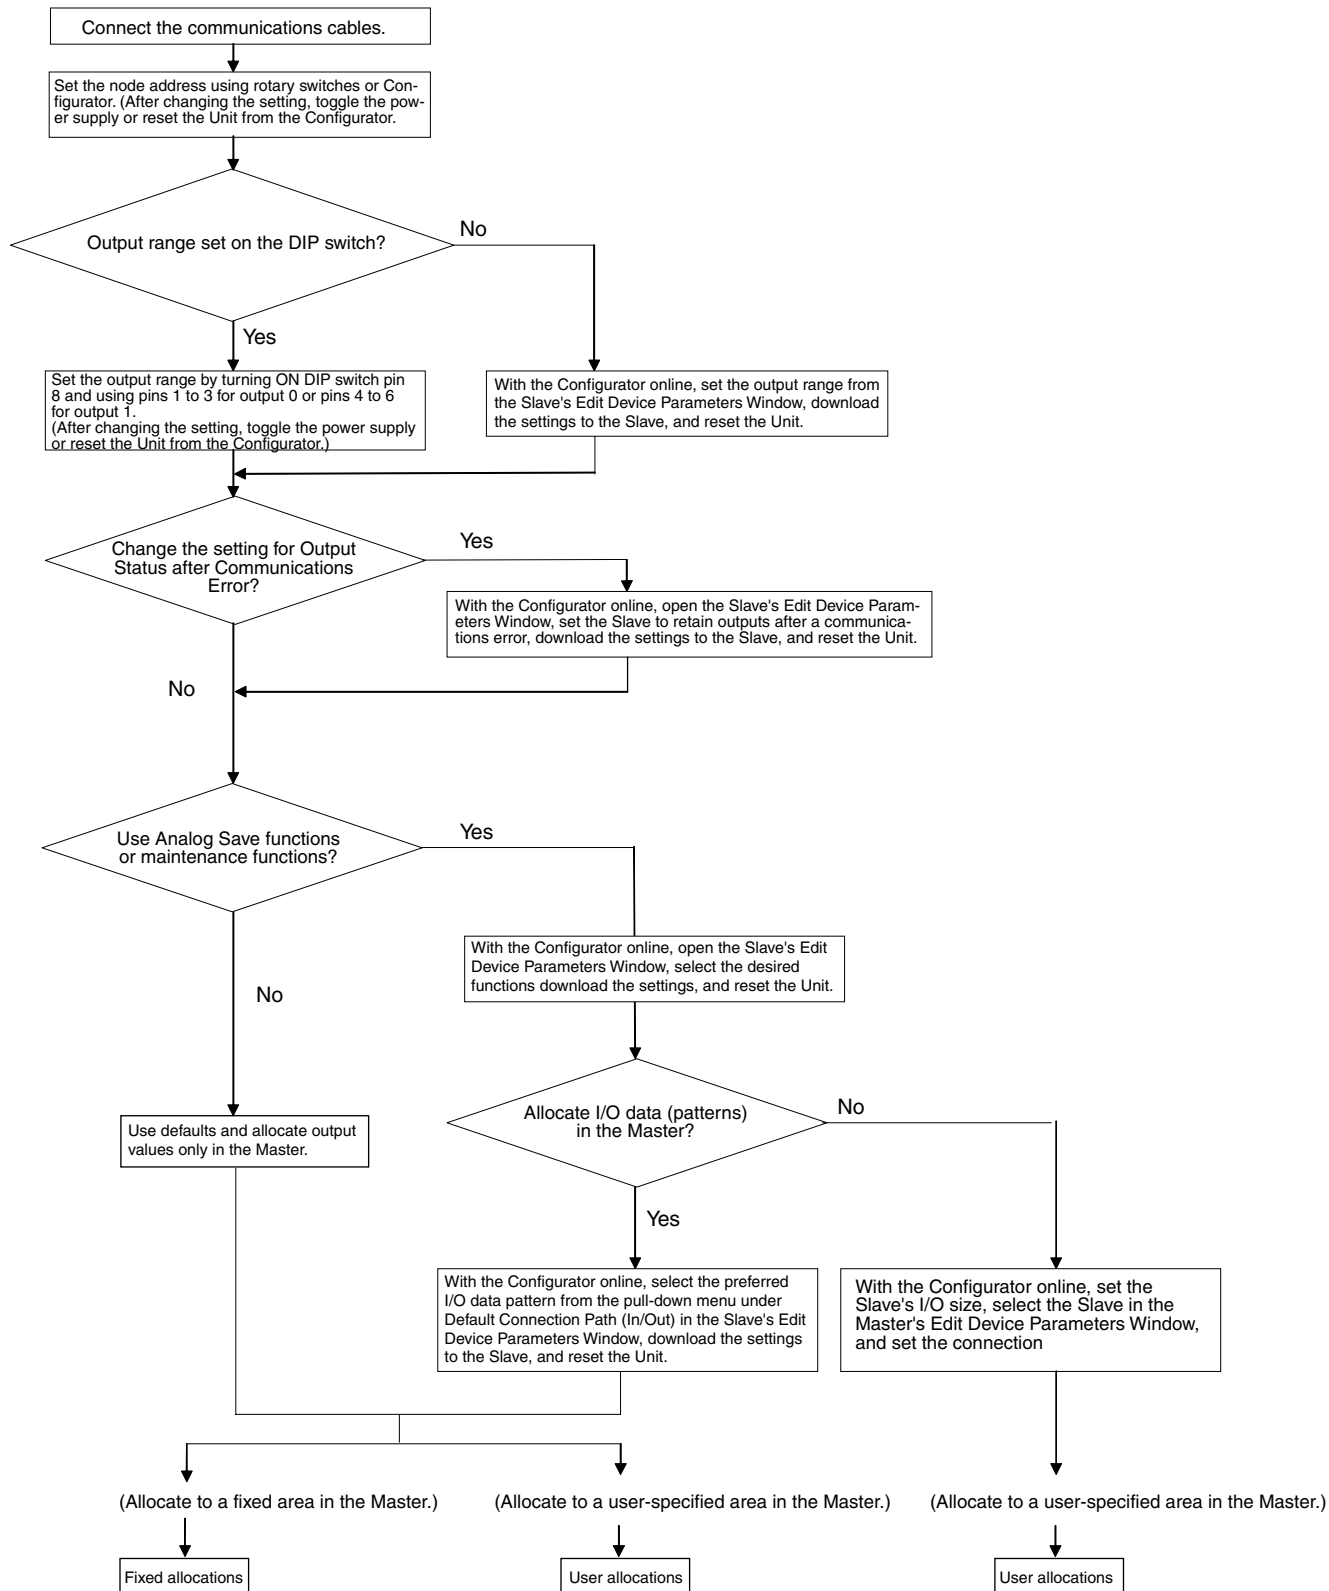 Connect the communications cables.
Set the node address using rotary switches or Con-
figurator. (After changing the setting, toggle the pow-
er supply or reset the Unit from the Configurator.
Output range set on the DIP switch?
No
Yes
Set the output range by turning ON DIP switch pin
8 and using pins 1 to 3 for output 0 or pins 4 to 6
for output 1.
(After changing the setting, toggle the power supply
or reset the Unit from the Configurator.)
With the Configurator online, set the output range from
the Slave's Edit Device Parameters Window, download
the settings to the Slave, and reset the Unit.
Change the setting for Output
Status after Communications
Error?
Yes
With the Configurator online, open the Slave's Edit Device Param-
eters Window, set the Slave to retain outputs after a communica-
tions error, download the settings to the Slave, and reset the Unit.
No
Use Analog Save functions
or maintenance functions?
Yes
With the Configurator online, open the Slave's Edit
Device Parameters Window, select the desired
functions download the settings, and reset the Unit.
No
Allocate I/O data (patterns)
in the Master?
No
Use defaults and allocate output
values only in the Master.
Yes
With the Configurator online, select the preferred
I/O data pattern from the pull-down menu under
Default Connection Path (In/Out) in the Slave's Edit
Device Parameters Window, download the settings
to the Slave, and reset the Unit.
With the Configurator online, set the
Slave's I/O size, select the Slave in the
Master's Edit Device Parameters Window,
and set the connection
(Allocate to a fixed area in the Master.)
(Allocate to a user-specified area in the Master.)
(Allocate to a user-specified area in the Master.)
Fixed allocations
User allocations
User allocations